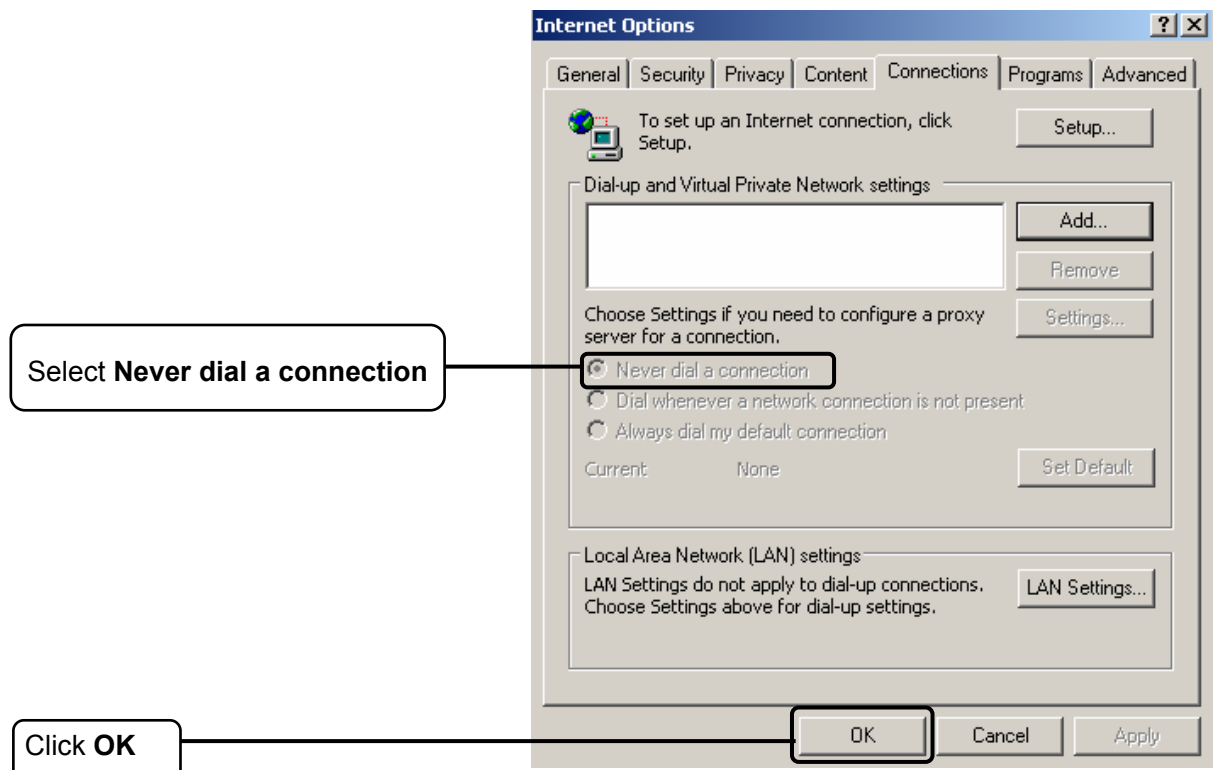 Internet Options
General Security Privacy Content Connections Programs Advanced
To set up an Internet connection, click
Setup.
Setup...
Dial-up and Virtual Private Network settings
Add...
Remove
Choose Settings if you need to configure a proxy
server for a connection.
Settings...
Select Never dial a connection
Never dial a connection
Dial whenever a network connection is not present
Always dial my default connection
Current None
Set Default
Local Area Network (LAN) settings
LAN Settings do not apply to dial-up connections.
Choose Settings above for dial-up settings.
LAN Settings...
Click OK
OK Cancel Apply